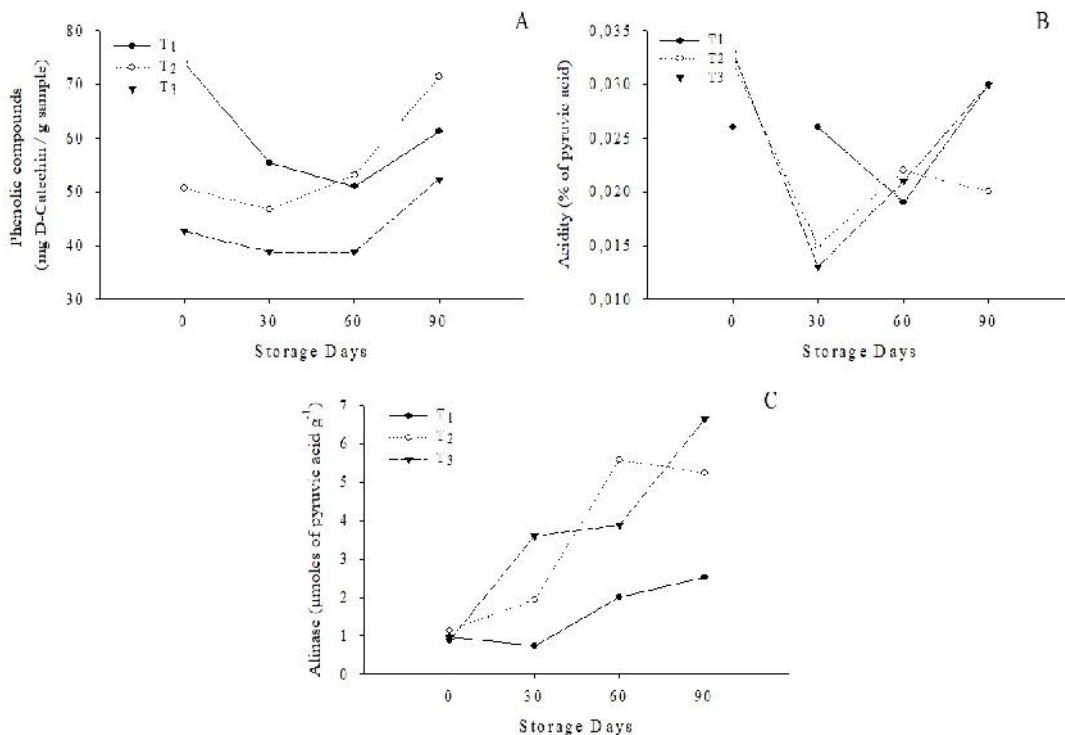 A
Phenolic compounds
(mg D-Catechin / g sample)
80
70
60
50
40
30
T1
T2
T3
0 30 60 90
Storage Days
B
Acidity (% of pyruvic acid)
0,035
0,030
0,025
0,020
0,015
0,010
T1
T2
T3
0 30 60 90
Storage Days
C
Alinase (μmoles of pyruvic acid g-1)
7
6
5
4
3
2
1
0
T1
T2
T3
0 30 60 90
Storage Days